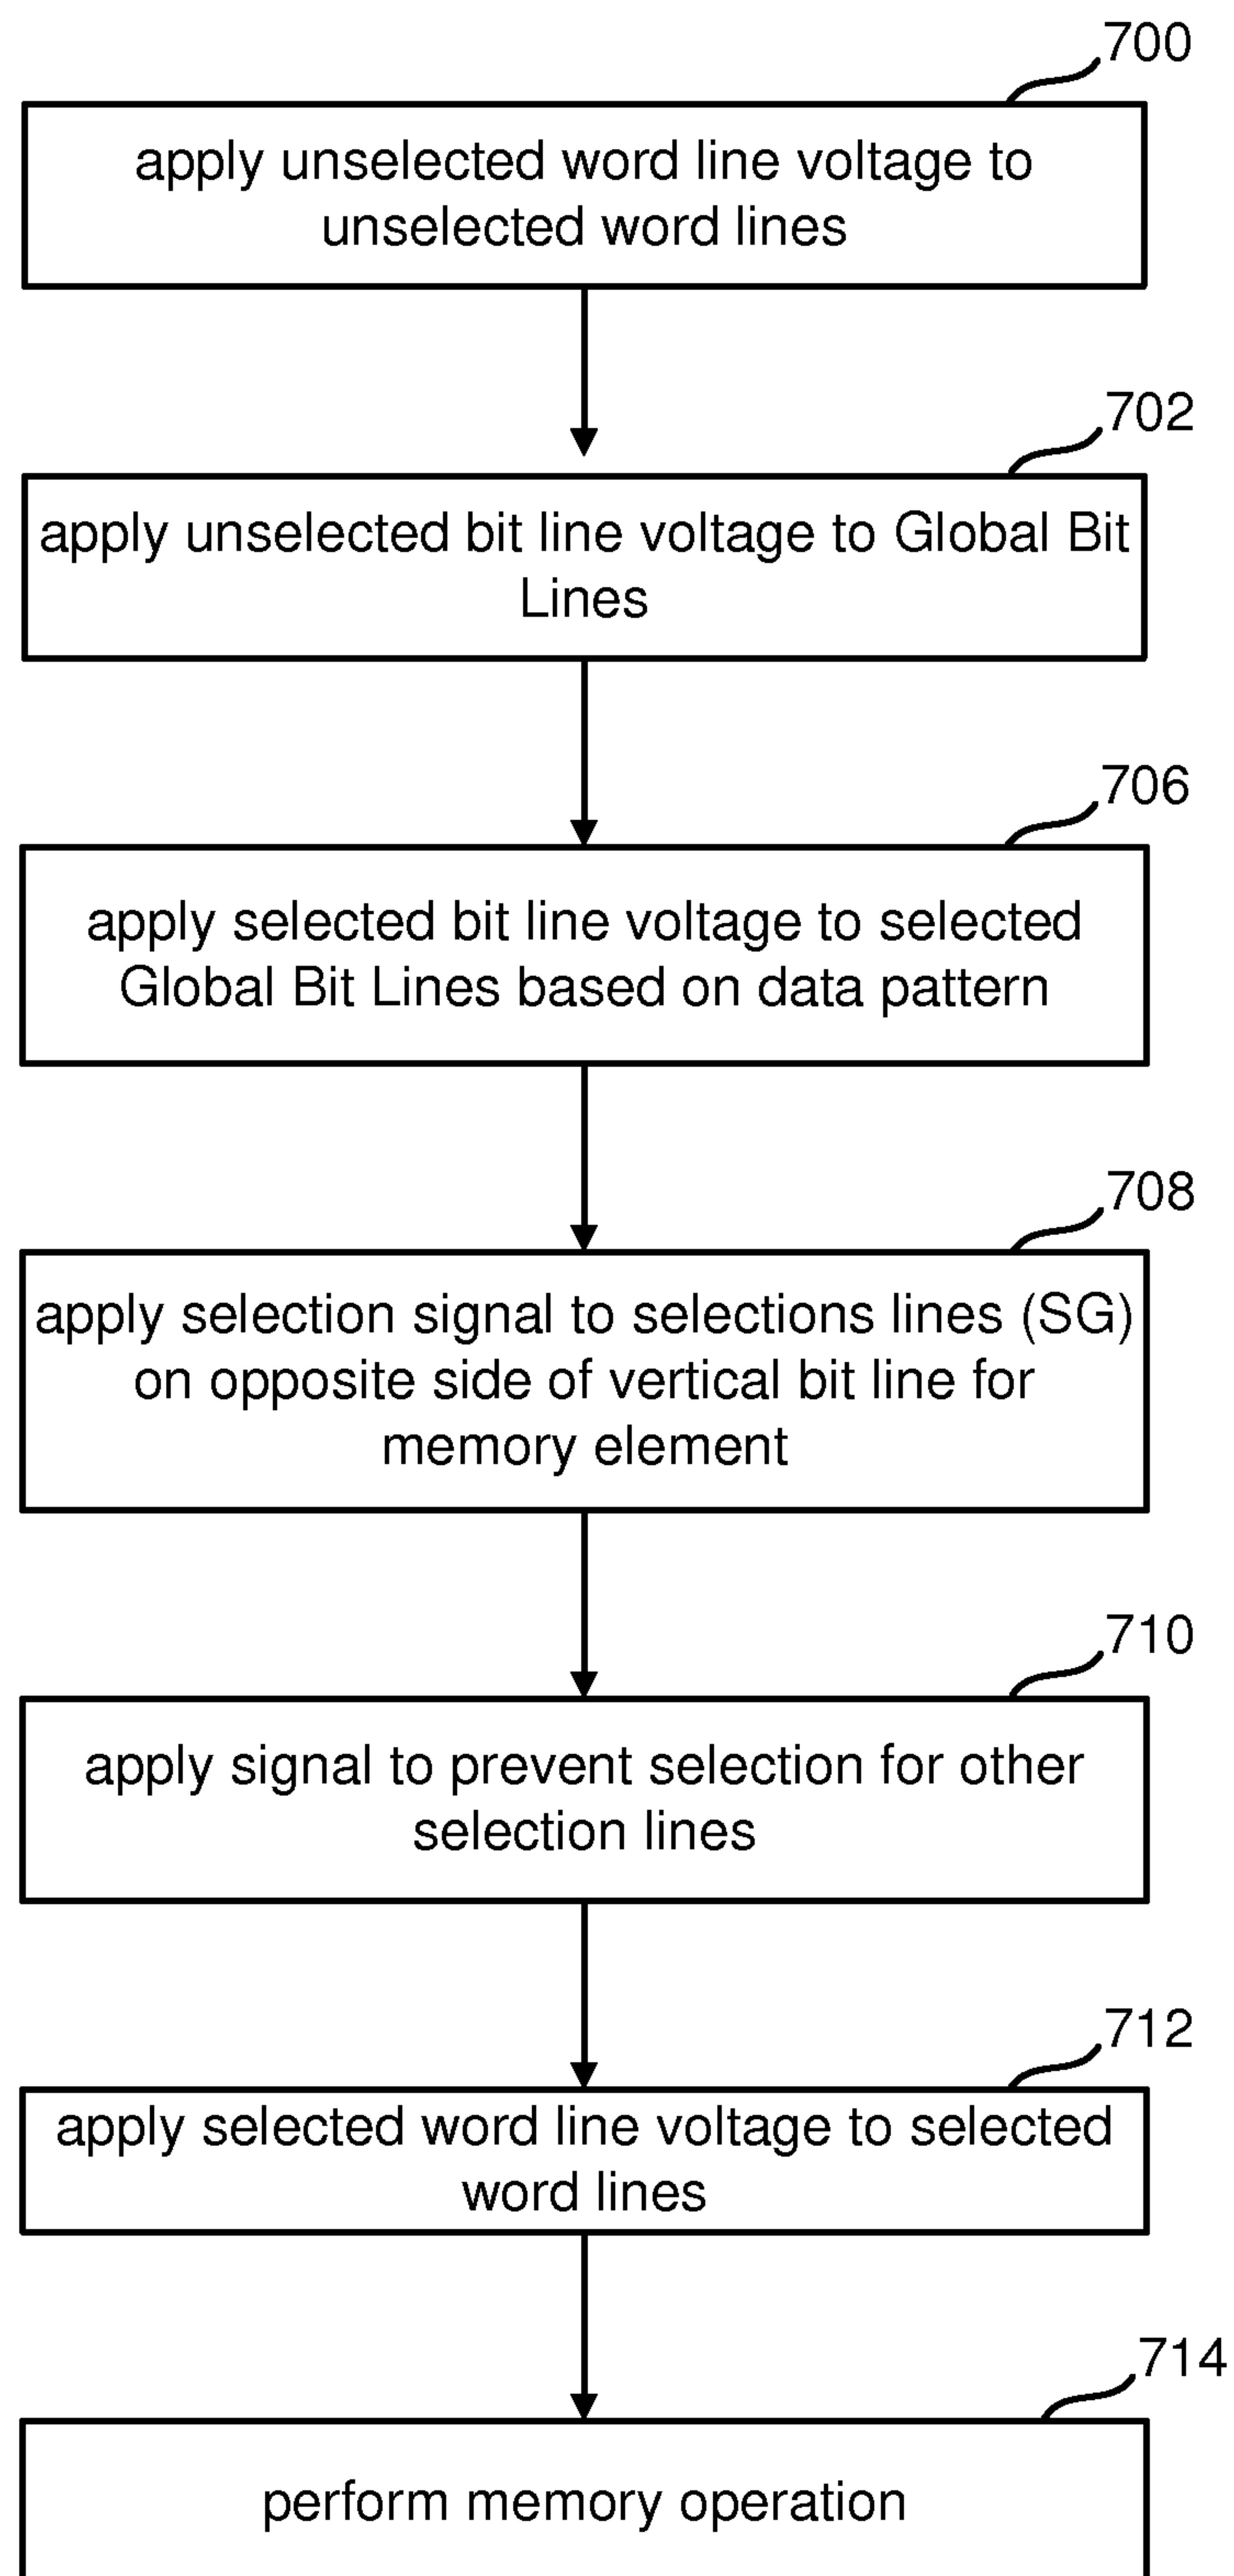 700
apply unselected word line voltage to
unselected word lines
702
apply unselected bit line voltage to Global Bit
Lines
706
apply selected bit line voltage to selected
Global Bit Lines based on data pattern
708
apply selection signal to selections lines (SG)
on opposite side of vertical bit line for
memory element
710
apply signal to prevent selection for other
selection lines
712
apply selected word line voltage to selected
word lines
714
perform memory operation